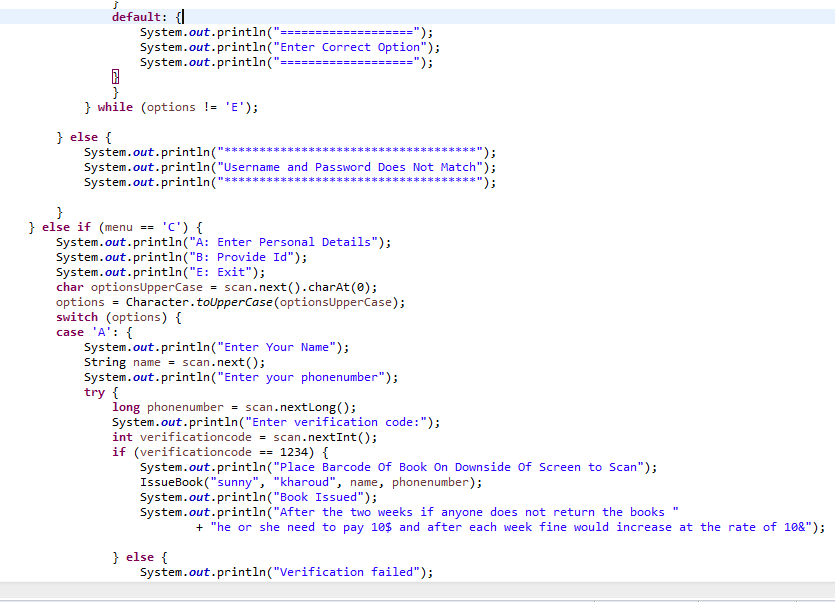 }
default: {
System.out.println("===================");
System.out.println("Enter Correct Option");
System.out.println("===================");
}
}
} while (options != 'E');
} else {
System.out.println("************************************");
System.out.println("Username and Password Does Not Match");
System.out.println("************************************");
}
} else if (menu == 'C') {
System.out.println("A: Enter Personal Details");
System.out.println("B: Provide Id");
System.out.println("E: Exit");
char optionsUpperCase = scan.next().charAt(0);
options = Character.toUpperCase(optionsUpperCase);
switch (options) {
case 'A': {
System.out.println("Enter Your Name");
String name = scan.next();
System.out.println("Enter your phonenumber");
try {
long phonenumber = scan.nextLong();
System.out.println("Enter verification code:");
int verificationcode = scan.nextInt();
if (verificationcode == 1234) {
System.out.println("Place Barcode Of Book On Downside Of Screen to Scan");
IssueBook("sunny", "kharoud", name, phonenumber);
System.out.println("Book Issued");
System.out.println("After the two weeks if anyone does not return the books "
+ "he or she need to pay 10$ and after each week fine would increase at the rate of 10&");
} else {
System.out.println("Verification failed");